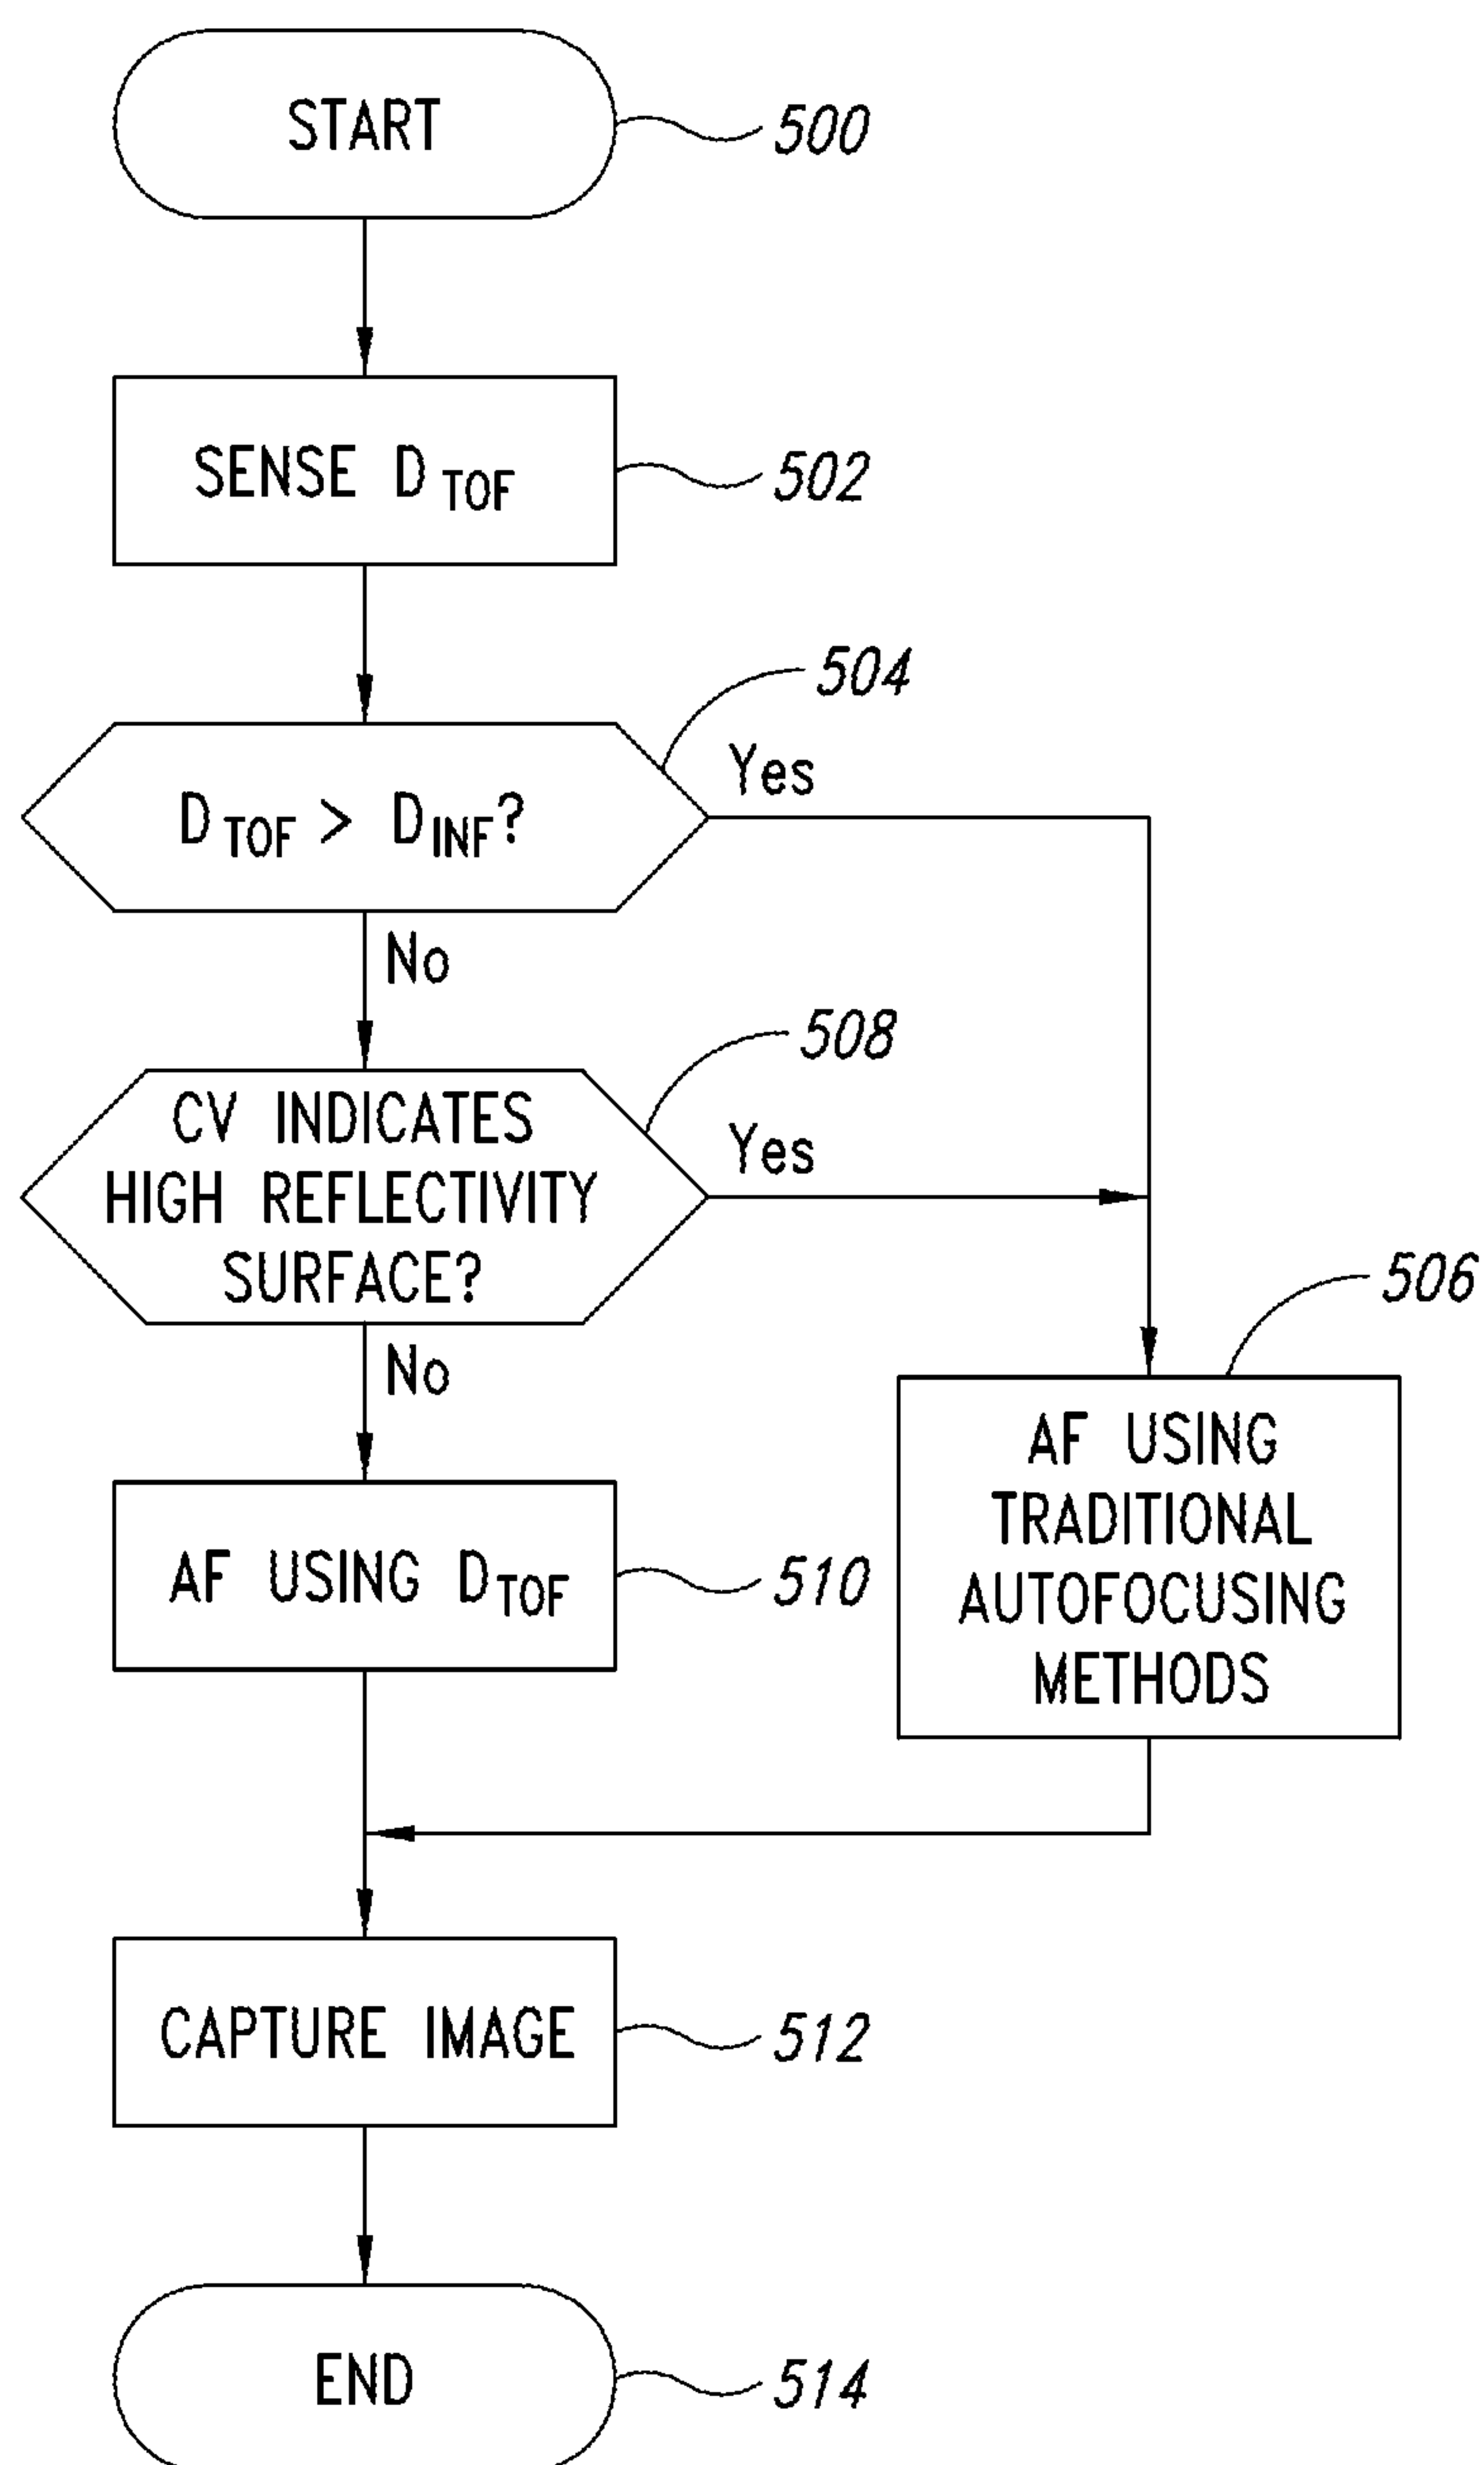 START
500
SENSE D TOF
502
504
D TOF > D INF?
Yes
No
508
CV INDICATES
HIGH REFLECTIVITY
SURFACE?
Yes
No
506
AF USING
TRADITIONAL
AUTOFOCUSING
METHODS
AF USING D TOF
510
CAPTURE IMAGE
512
END
514